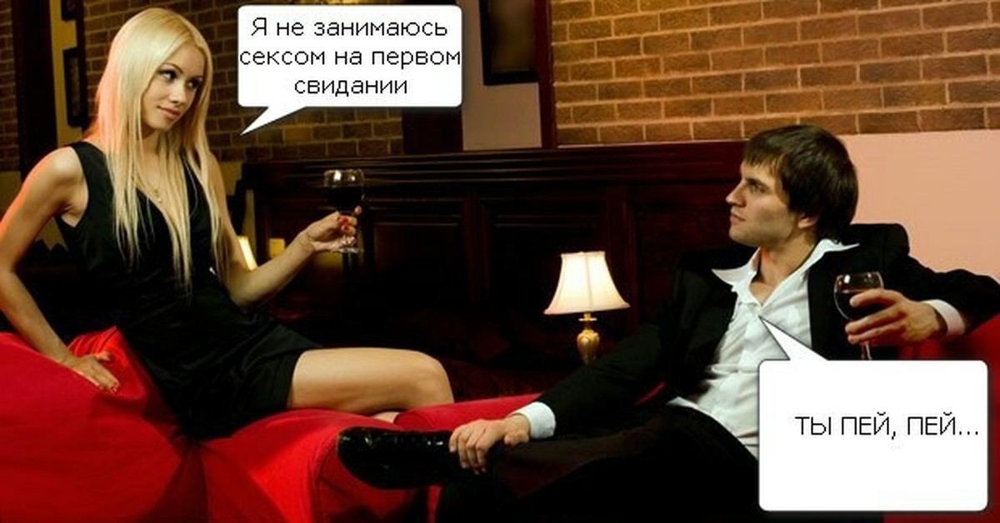 Я не занимаюсь
сексом на первом
свидании
ТЫ ПЕЙ, ПЕЙ...